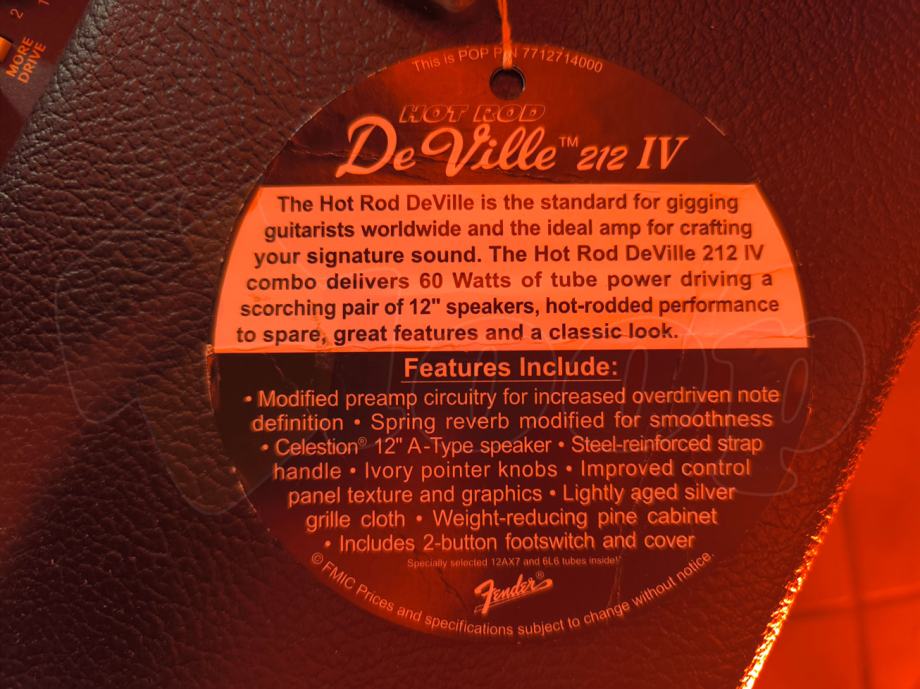 2 1
MORE
DRIVE
This is POP P/N 7712714000
HOT ROD
De Ville™ 212 IV
The Hot Rod DeVille is the standard for gigging
guitarists worldwide and the ideal amp for crafting
your signature sound. The Hot Rod DeVille 212 IV
combo delivers 60 Watts of tube power driving a
scorching pair of 12" speakers, hot-rodded performance
to spare, great features and a classic look.
Features Include:
• Modified preamp circuitry for increased overdriven note
definition • Spring reverb modified for smoothness
• Celestion® 12" A-Type speaker • Steel-reinforced strap
handle • Ivory pointer knobs • Improved control
panel texture and graphics • Lightly aged silver
grille cloth • Weight-reducing pine cabinet
• Includes 2-button footswitch and cover
Specially selected 12AX7 and 6L6 tubes inside!
Fender®
© FMIC Prices and specifications subject to change without notice.